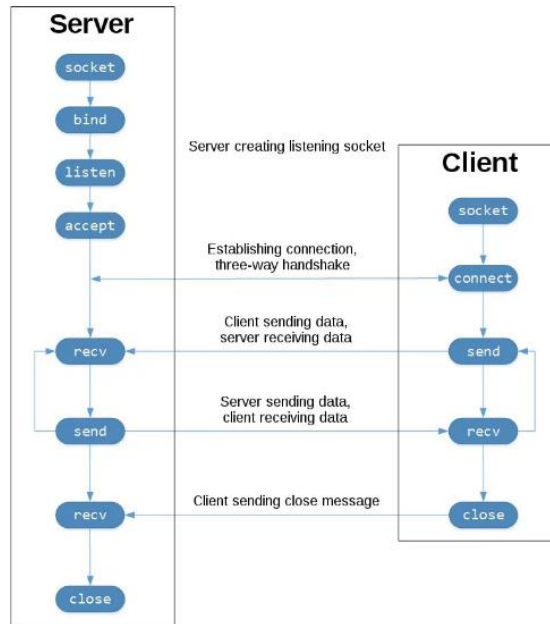 Server
socket
bind
Server creating listening socket
listen
Client
accept
socket
Establishing connection,
three-way handshake
connect
Client sending data,
server receiving data
recv
send
Server sending data,
client receiving data
send
recv
Client sending close message
recv
close
close